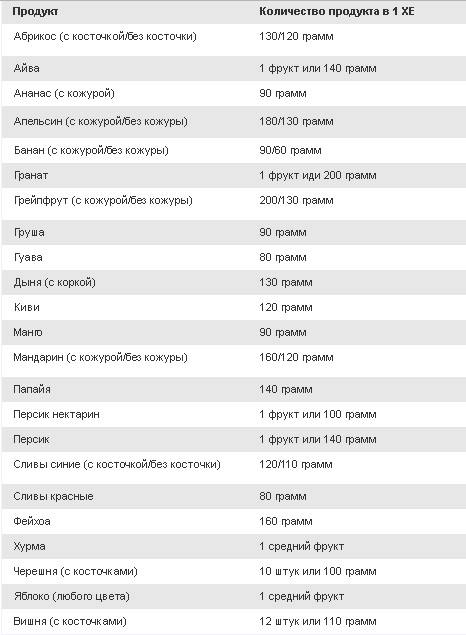 Продукт Количество продукта в 1 ХЕ
Абрикос (с косточкой/без косточки) 130/120 грамм
Айва 1 фрукт или 140 грамм
Ананас (с кожурой) 90 грамм
Апельсин (с кожурой/без кожуры) 180/130 грамм
Банан (с кожурой/без кожуры) 90/60 грамм
Гранат 1 фрукт иди 200 грамм
Грейпфрут (с кожурой/без кожуры) 200/130 грамм
Груша 90 грамм
Гуава 80 грамм
Дыня (с коркой) 130 грамм
Киви 120 грамм
Манго 90 грамм
Мандарин (с кожурой/без кожуры) 160/120 грамм
Папайя 140 грамм
Персик нектарин 1 фрукт или 100 грамм
Персик 1 фрукт или 140 грамм
Сливы синие (с косточкой/без косточки) 120/110 грамм
Сливы красные 80 грамм
Фейхоа 160 грамм
Хурма 1 средний фрукт
Черешня (с косточками) 10 штук или 100 грамм
Яблоко (любого цвета) 1 средний фрукт
Вишня (с косточками) 12 штук или 110 грамм